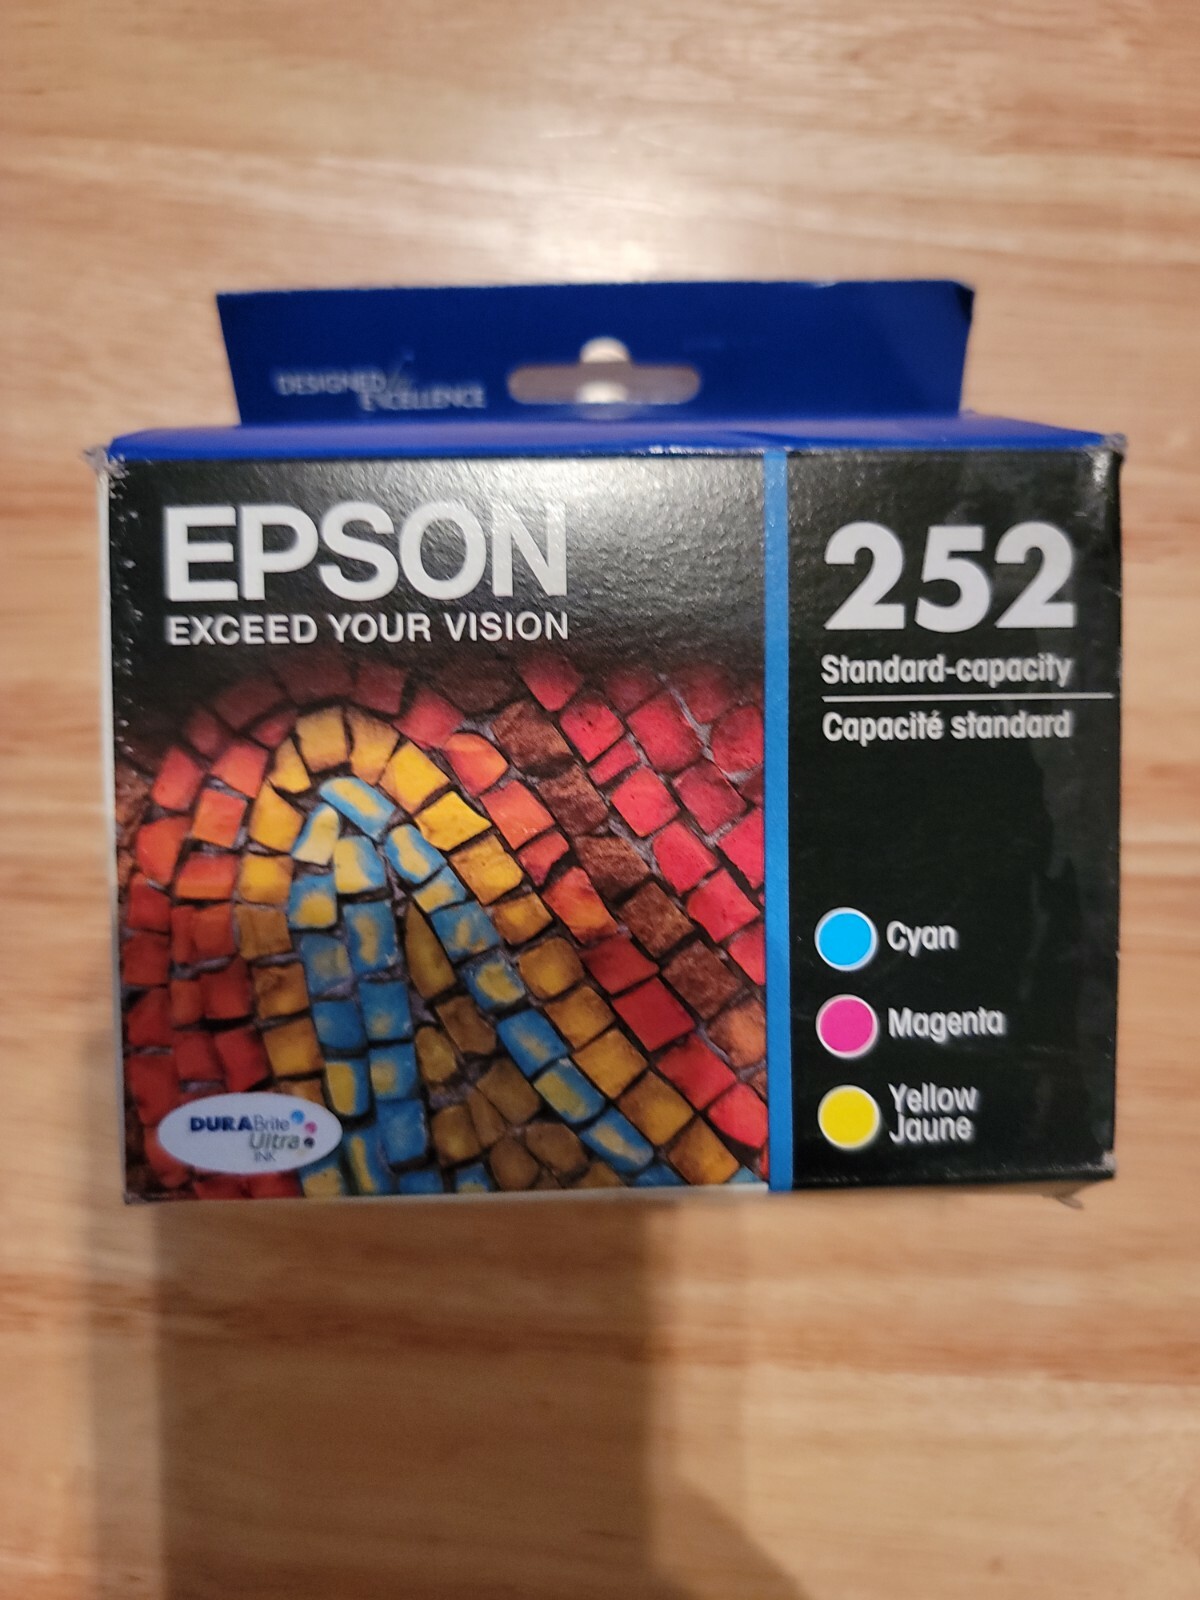 DESIGNED for
EXCELLENCE
EPSON
EXCEED YOUR VISION
252
Standard-capacity
Capacité standard
Cyan
Magenta
Yellow
Jaune
DURABrite
Ultra
INK